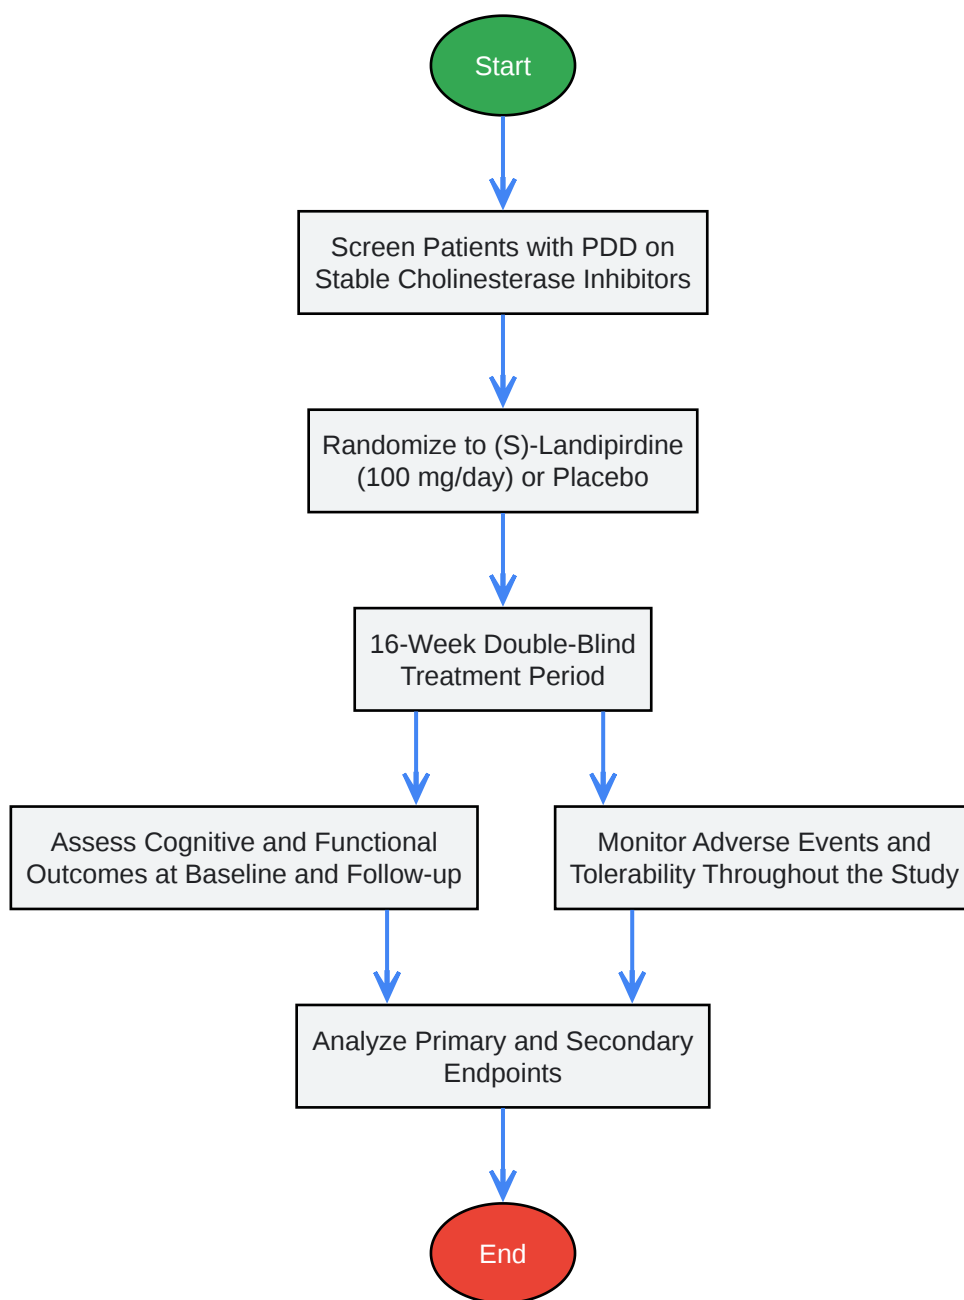 Start
Screen Patients with PDD on
Stable Cholinesterase Inhibitors
Randomize to (S)-Landipirdine
(100 mg/day) or Placebo
16-Week Double-Blind
Treatment Period
Assess Cognitive and Functional
Outcomes at Baseline and Follow-up
Monitor Adverse Events and
Tolerability Throughout the Study
Analyze Primary and Secondary
Endpoints
End